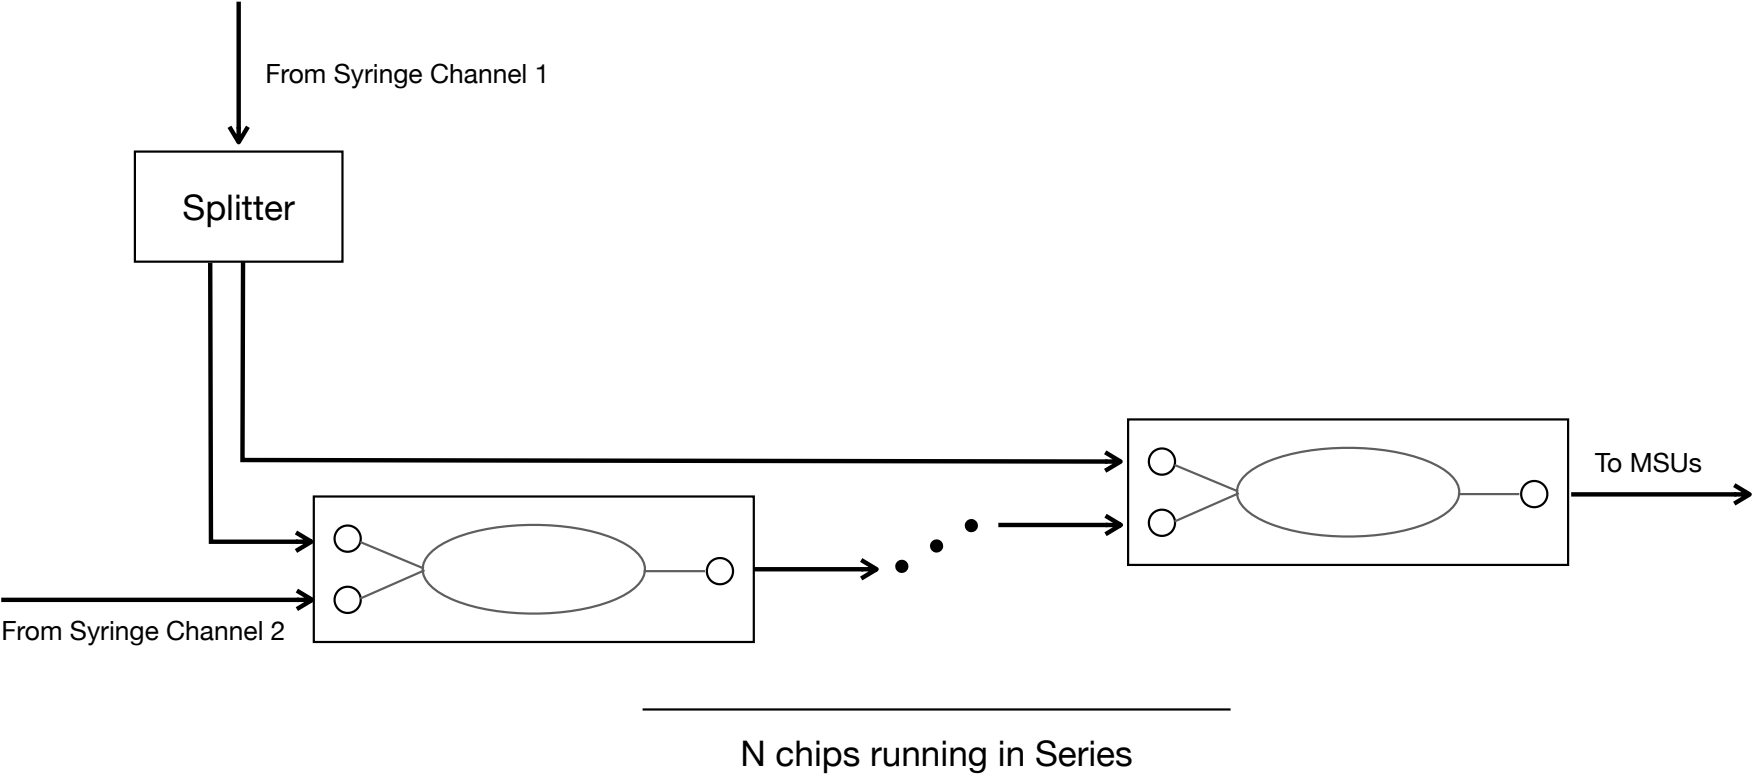 From Syringe Channel 1
Splitter
To MSUs
From Syringe Channel 2
N chips running in Series